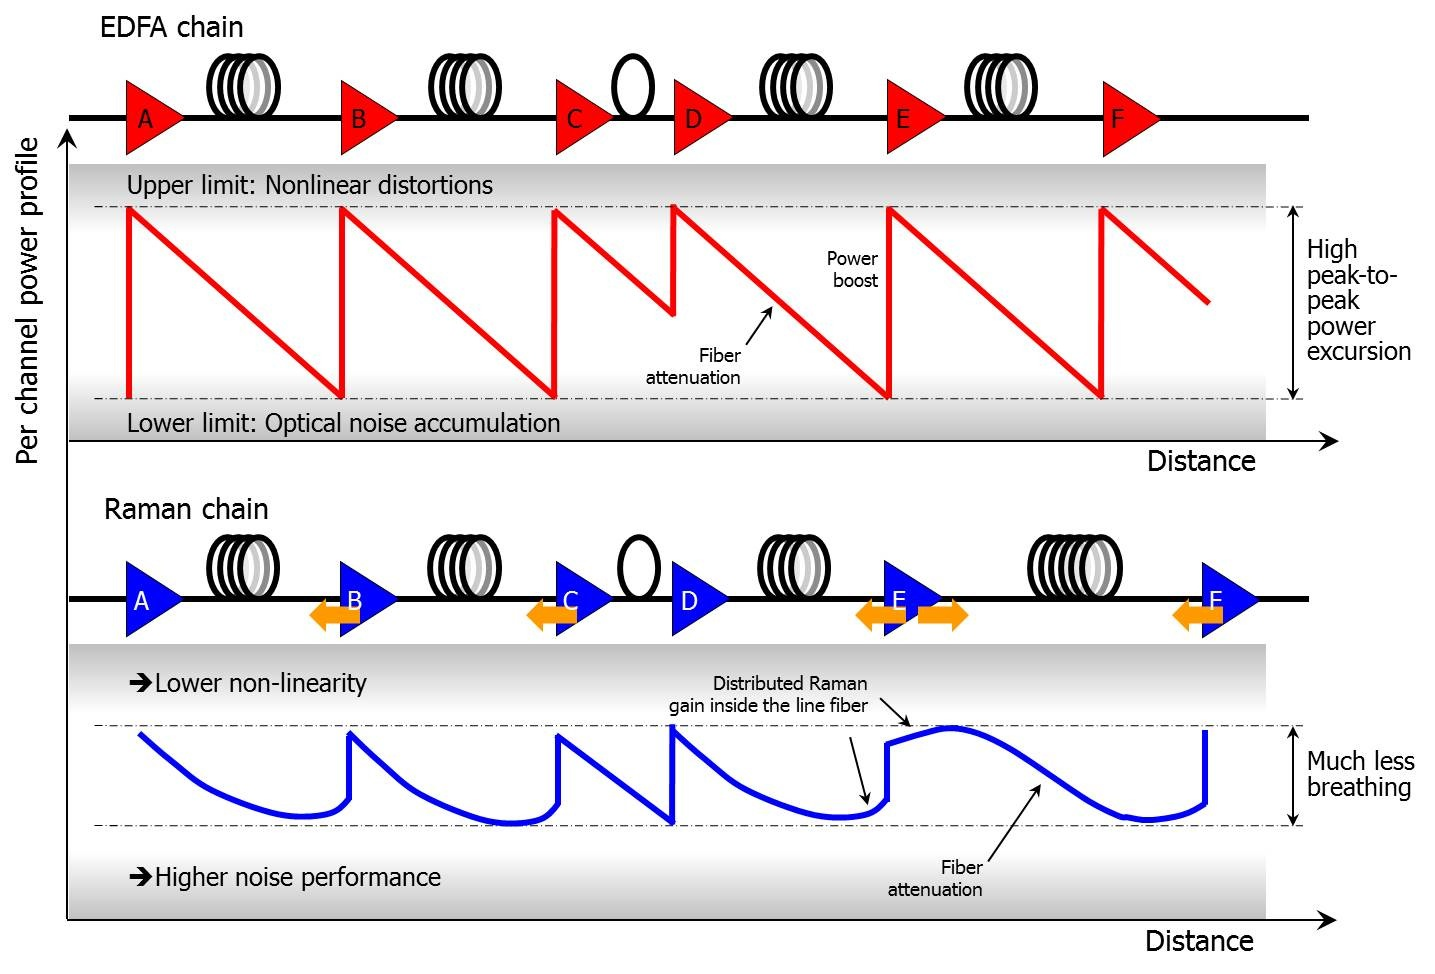 EDFA chain
A
B
C
D
E
F
Per channel power profile
Upper limit: Nonlinear distortions
Power
boost
High
peak-to-
peak
power
excursion
Fiber
attenuation
Lower limit: Optical noise accumulation
Distance
Raman chain
A
B
C
D
E
F
➔Lower non-linearity
Distributed Raman
gain inside the line fiber
Much less
breathing
Fiber
attenuation
➔Higher noise performance
Distance